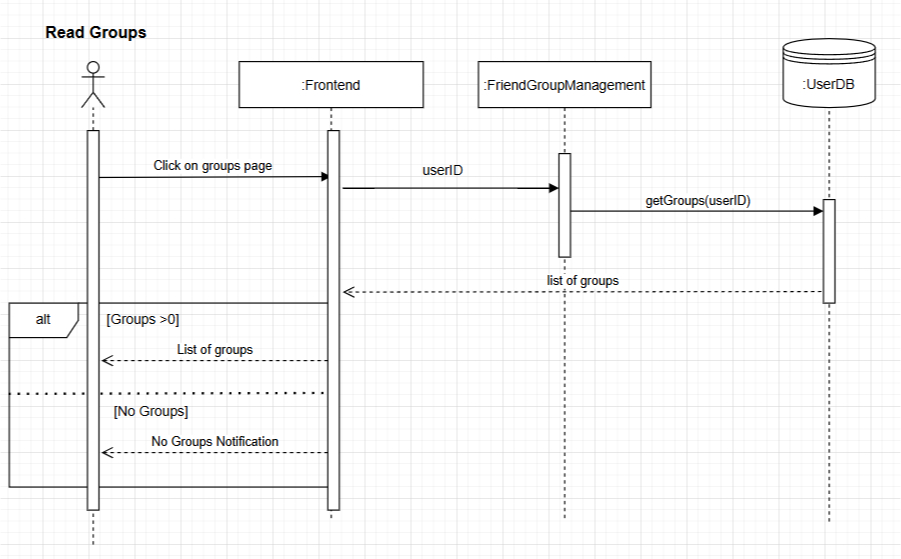 Read Groups
:Frontend
:FriendGroupManagement
:UserDB
Click on groups page
userID
getGroups(userID)
list of groups
alt
[Groups >0]
List of groups
[No Groups]
No Groups Notification